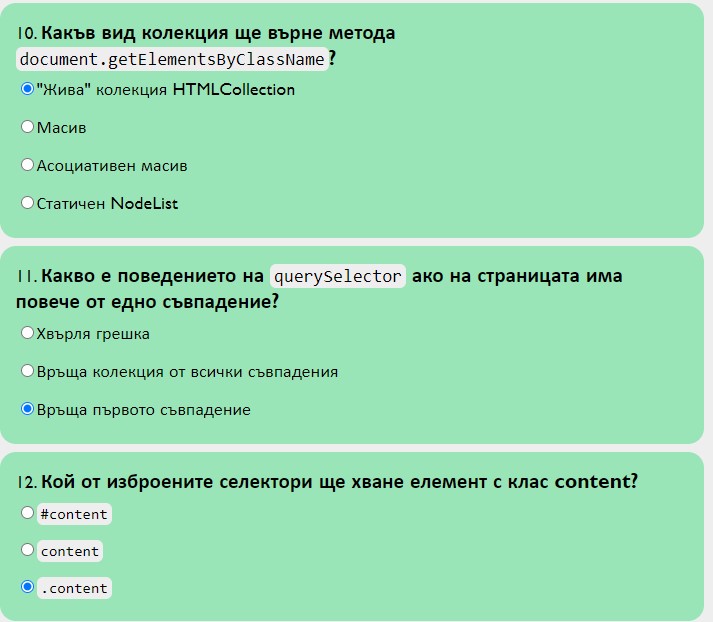 10. Какъв вид колекция ще върне метода
document.getElementsByClassName?
"Жива" колекция HTMLCollection
Масив
Асоциативен масив
Статичен NodeList
11. Какво е поведението на querySelector ако на страницата има
повече от едно съвпадение?
Хвърля грешка
Връща колекция от всички съвпадения
Връща първото съвпадение
12. Кой от изброените селектори ще хване елемент с клас content?
#content
content
.content